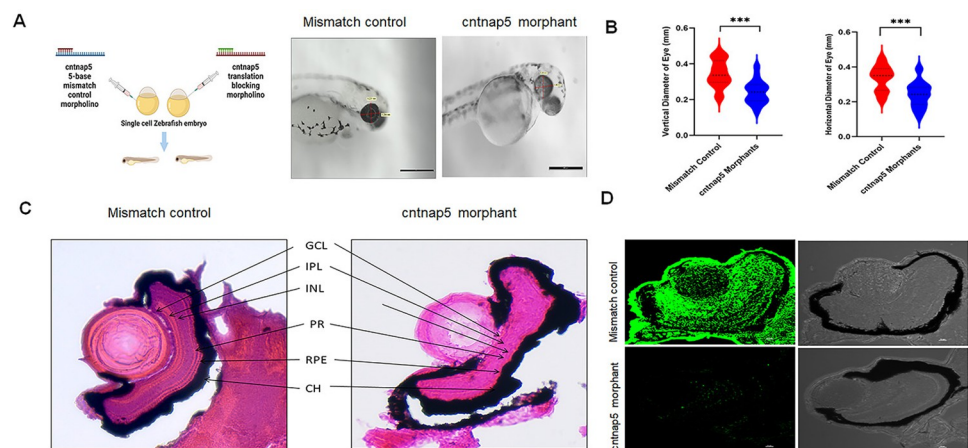 A
Mismatch control
cntnap5 morphant
cntnap5
5-base
mismatch
control
morpholino
cntnap5
translation
blocking
morpholino
Single cell Zebrafish embryo
B
Vertical Diameter of Eye (mm)
0.6
0.4
0.2
0.0
***
Mismatch Control
cntnap5 Morphants
Horizontal Diameter of Eye (mm)
0.6
0.4
0.2
0.0
***
Mismatch Control
cntnap5 Morphants
C
Mismatch control
cntnap5 morphant
GCL
IPL
INL
PR
RPE
CH
D
Mismatch control
cntnap5 morphant